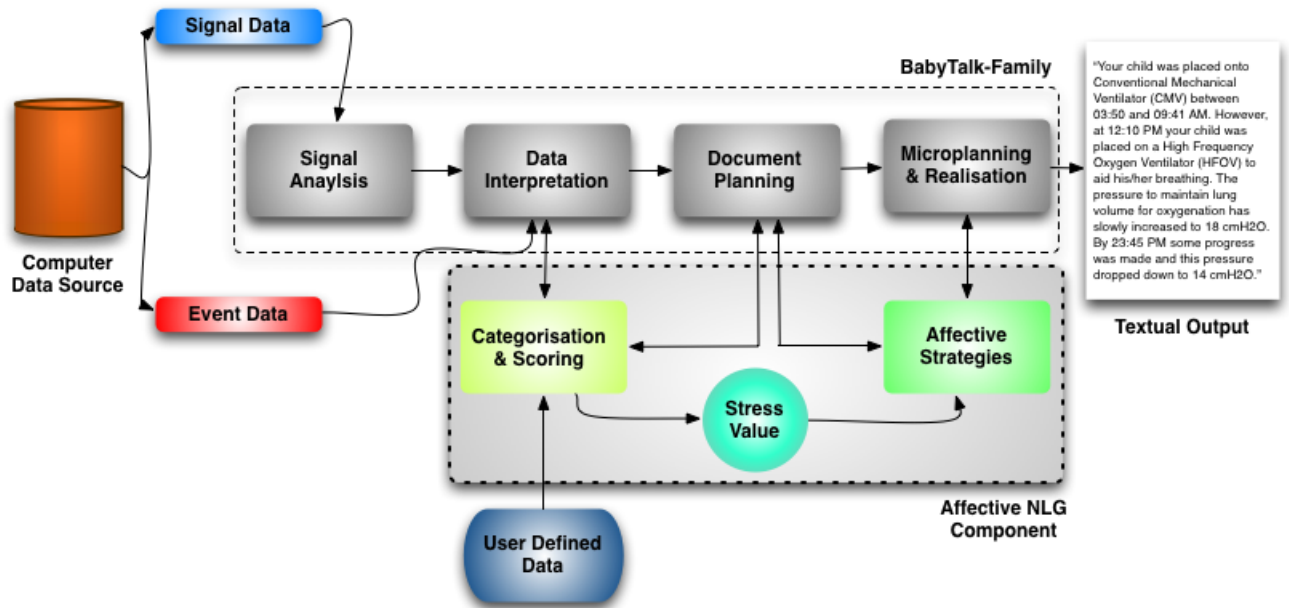 Signal Data
BabyTalk-Family
Signal
Anaylsis
Data
Interpretation
Document
Planning
Microplanning
& Realisation
"Your child was placed onto
Conventional Mechanical
Ventilator (CMV) between
03:50 and 09:41 AM. However,
at 12:10 PM your child was
placed on a High Frequency
Oxygen Ventilator (HFOV) to
aid his/her breathing. The
pressure to maintain lung
volume for oxygenation has
slowly increased to 18 cmH2O.
By 23:45 PM some progress
was made and this pressure
dropped down to 14 cmH2O."
Textual Output
Computer
Data Source
Event Data
Categorisation
& Scoring
Affective
Strategies
Stress
Value
Affective NLG
Component
User Defined
Data